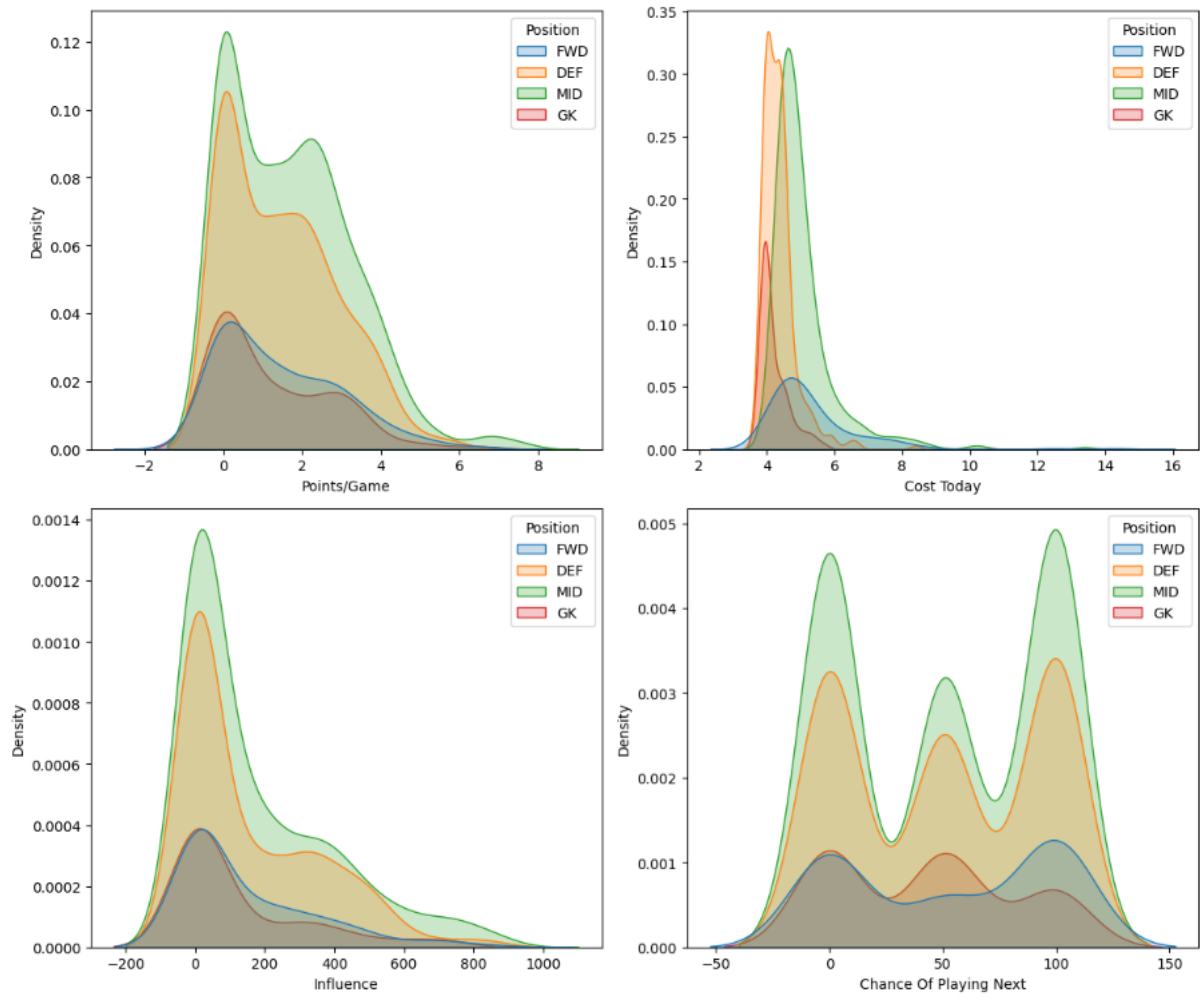 Position
FWD
DEF
MID
GK
0.12
0.10
0.08
0.06
0.04
0.02
0.00
Density
−2 0 2 4 6 8
Points/Game
Position
FWD
DEF
MID
GK
0.35
0.30
0.25
0.20
0.15
0.10
0.05
0.00
Density
2 4 6 8 10 12 14 16
Cost Today
Position
FWD
DEF
MID
GK
0.0014
0.0012
0.0010
0.0008
0.0006
0.0004
0.0002
0.0000
Density
−200 0 200 400 600 800 1000
Influence
Position
FWD
DEF
MID
GK
0.005
0.004
0.003
0.002
0.001
0.000
Density
−50 0 50 100 150
Chance Of Playing Next